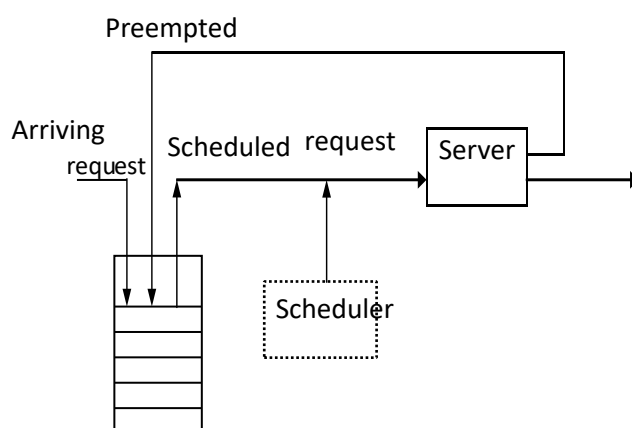 Preempted
Arriving
request
Scheduled request
Server
Scheduler